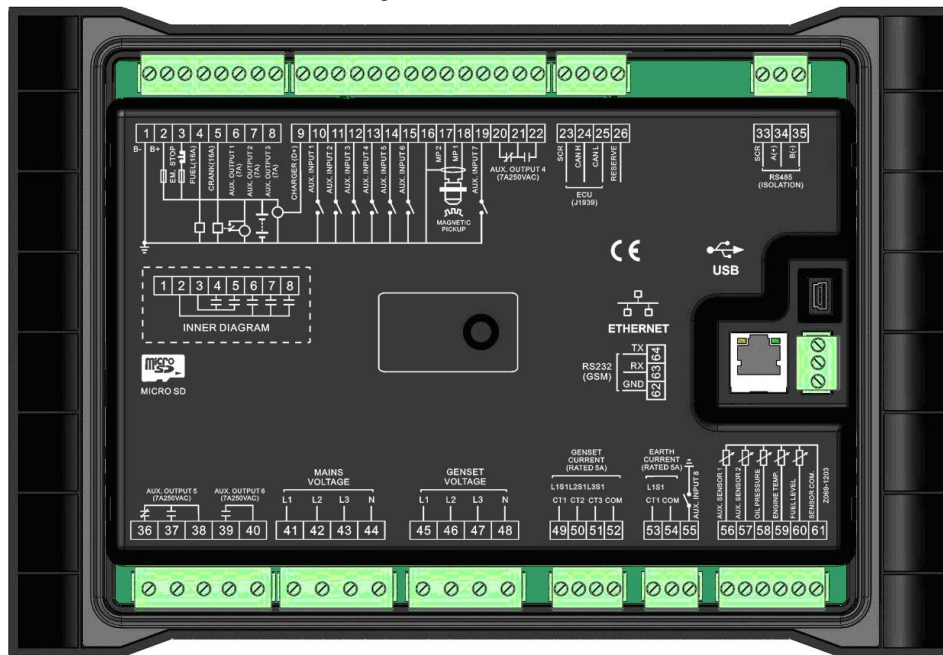 1 2 3 4 5 6 7 8 9 10 11 12 13 14 15 16 17 18 19 20 21 22 23 24 25 26 33 34 35
B-
B+
EM. STOP
FUEL(16A)
CRANK(16A)
AUX. OUTPUT 1
(7A)
AUX. OUTPUT 2
(7A)
AUX. OUTPUT 3
(7A)
CHARGER (D+)
AUX. INPUT 1
AUX. INPUT 2
AUX. INPUT 3
AUX. INPUT 4
AUX. INPUT 5
AUX. INPUT 6
MP 2
MP 1
MAGNETIC
PICKUP
AUX. INPUT 7
AUX. OUTPUT 4
(7A250VAC)
SCR
CAN H
CAN L
RESERVE
ECU
(J1939)
SCR
A(+)
B(-)
RS485
(ISOLATION)
CE
USB
1 2 3 4 5 6 7 8
INNER DIAGRAM
ETHERNET
RS232
(GSM)
TX 64
RX 63
GND 62
Micro
SD
MICRO SD
AUX. OUTPUT 5
(7A250VAC)
36 37 38
AUX. OUTPUT 6
(7A250VAC)
39 40
MAINS
VOLTAGE
L1 L2 L3 N
41 42 43 44
GENSET
VOLTAGE
L1 L2 L3 N
45 46 47 48
GENSET
CURRENT
(RATED 5A)
L1S1L2S1L3S1
CT1 CT2 CT3 COM
49 50 51 52
EARTH
CURRENT
(RATED 5A)
L1S1
CT1 COM
AUX. INPUT 8
53 54 55
AUX. SENSOR 1
AUX. SENSOR 2
OIL PRESSURE
ENGINE TEMP.
FUEL LEVEL
SENSOR COM.
Z069-1203
56 57 58 59 60 61